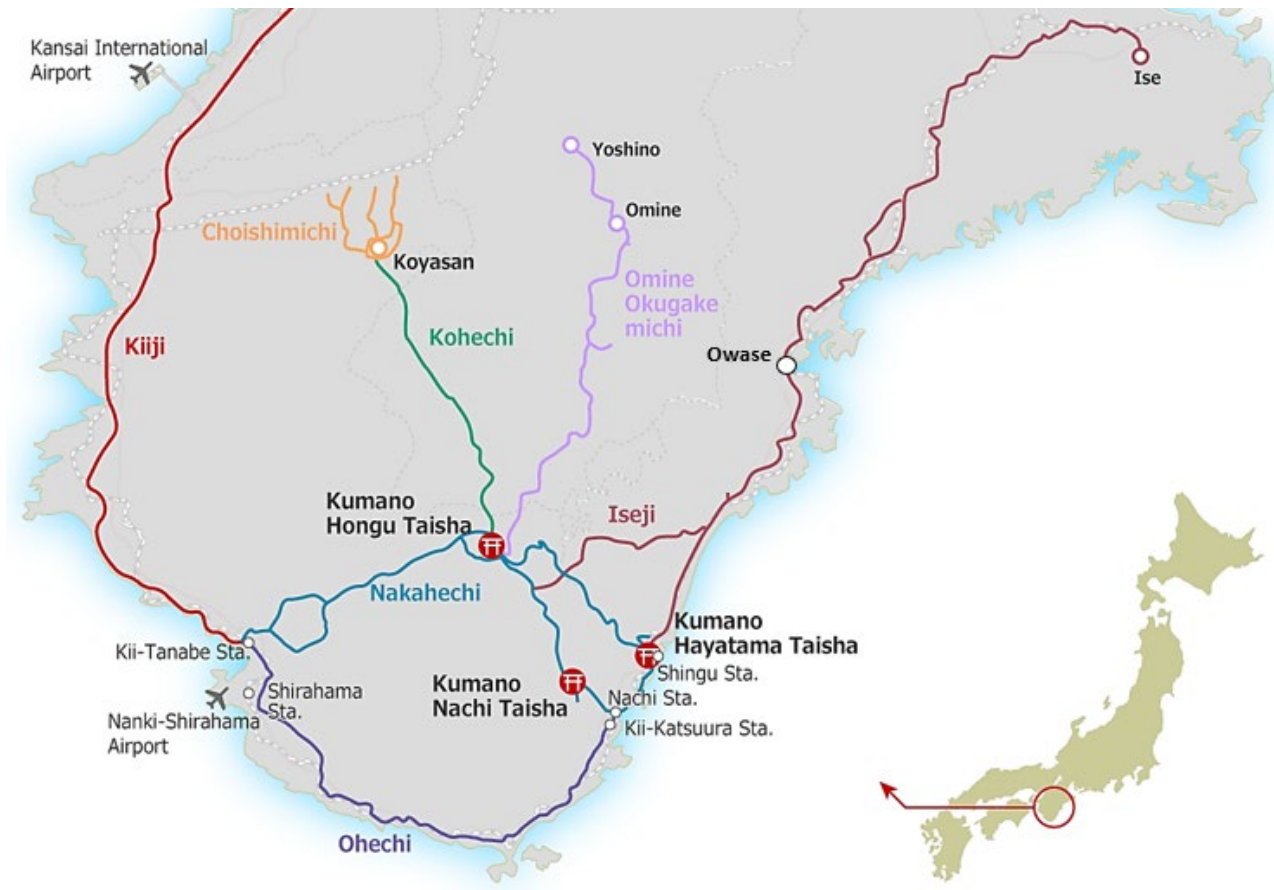 Kansai International
Airport
Ise
Yoshino
Omine
Choishimichi
Koyasan
Omine
Okugake
michi
Kohechi
Kiiji
Owase
Kumano
Hongu Taisha
Iseji
Nakahechi
Kumano
Hayatama Taisha
Kii-Tanabe Sta.
Shingu Sta.
Kumano
Nachi Taisha
Shirahama
Sta.
Nachi Sta.
Nanki-Shirahama
Airport
Kii-Katsuura Sta.
Ohechi